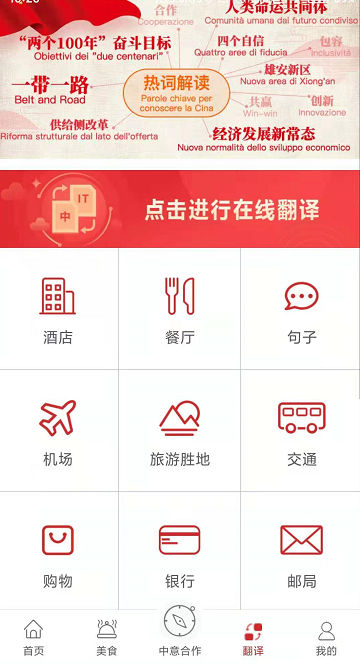 合作
Cooperazione
人类命运共同体
Comunità umana dal futuro condiviso
“两个100年”奋斗目标
Obiettivi dei "due centenari"
四个自信
Quattro aree di fiducia
包容
Inclusività
一带一路
Belt and Road
热词解读
Parole chiave per
conoscere la Cina
雄安新区
Nuova area di Xiong'an
共赢
Win-win
创新
Innovazione
供给侧改革
Riforma strutturale dal lato dell'offerta
经济发展新常态
Nuova normalità dello sviluppo economico
中
IT
点击进行在线翻译
酒店
餐厅
句子
机场
旅游胜地
交通
购物
银行
邮局
首页
美食
中意合作
翻译
我的